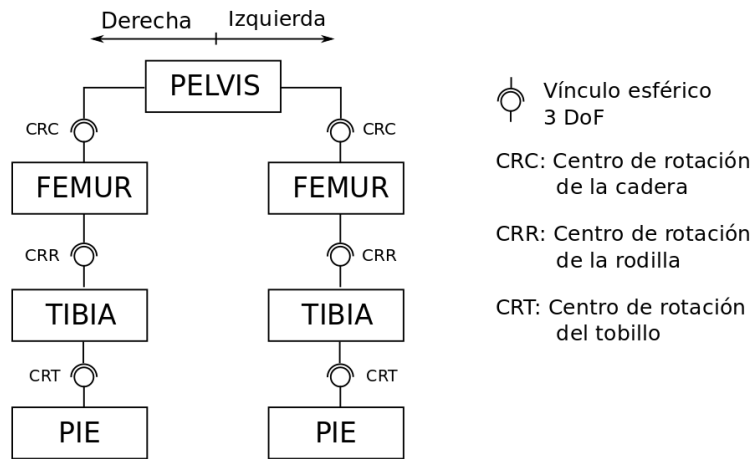 Derecha
Izquierda
PELVIS
CRC
CRC
FEMUR
FEMUR
CRR
CRR
TIBIA
TIBIA
CRT
CRT
PIE
PIE
Vínculo esférico
3 DoF
CRC: Centro de rotación
de la cadera
CRR: Centro de rotación
de la rodilla
CRT: Centro de rotación
del tobillo